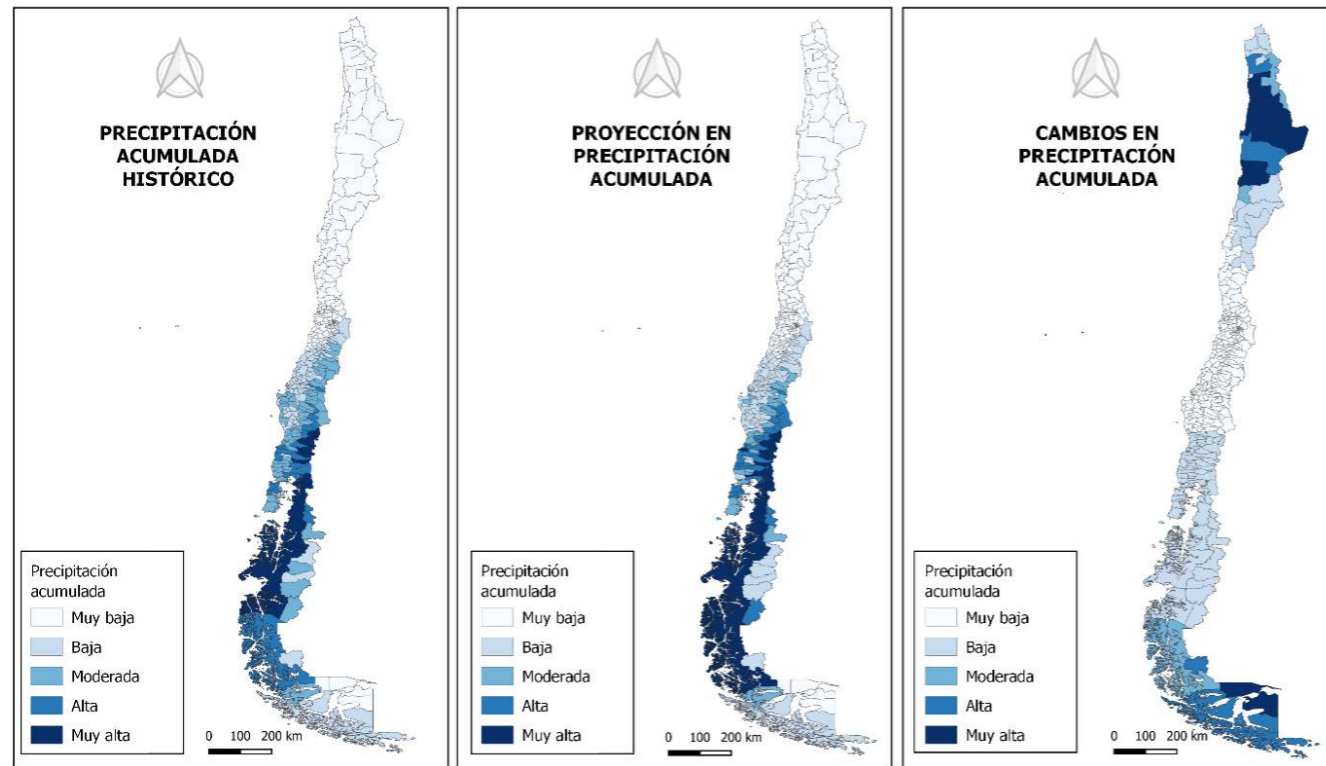 PRECIPITACIÓN
ACUMULADA
HISTÓRICO
Precipitación
acumulada
Muy baja
Baja
Moderada
Alta
Muy alta
0 100 200 km
PROYECCIÓN EN
PRECIPITACIÓN
ACUMULADA
Precipitación
acumulada
Muy baja
Baja
Moderada
Alta
Muy alta
0 100 200 km
CAMBIOS EN
PRECIPITACIÓN
ACUMULADA
Precipitación
acumulada
Muy baja
Baja
Moderada
Alta
Muy alta
0 100 200 km